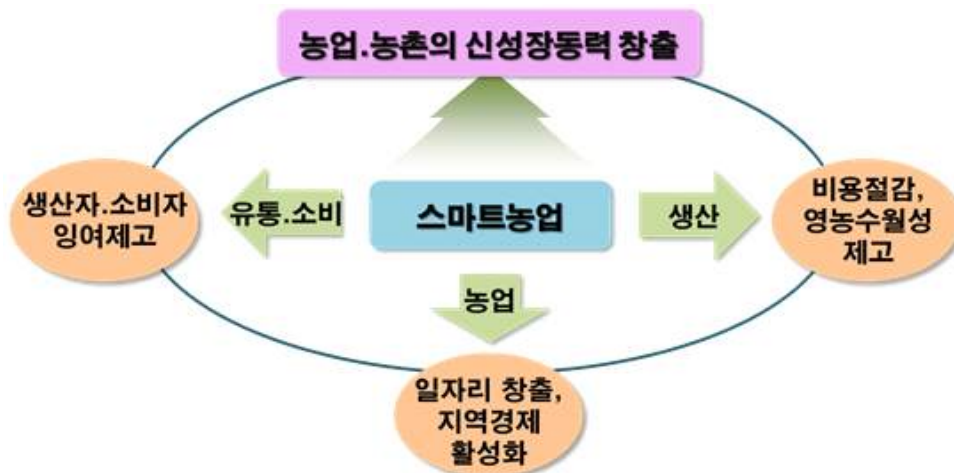 농업.농촌의 신성장동력 창출
생산자.소비자
잉여제고
유통.소비
스마트농업
생산
비용절감,
영농수월성
제고
농업
일자리 창출,
지역경제
활성화